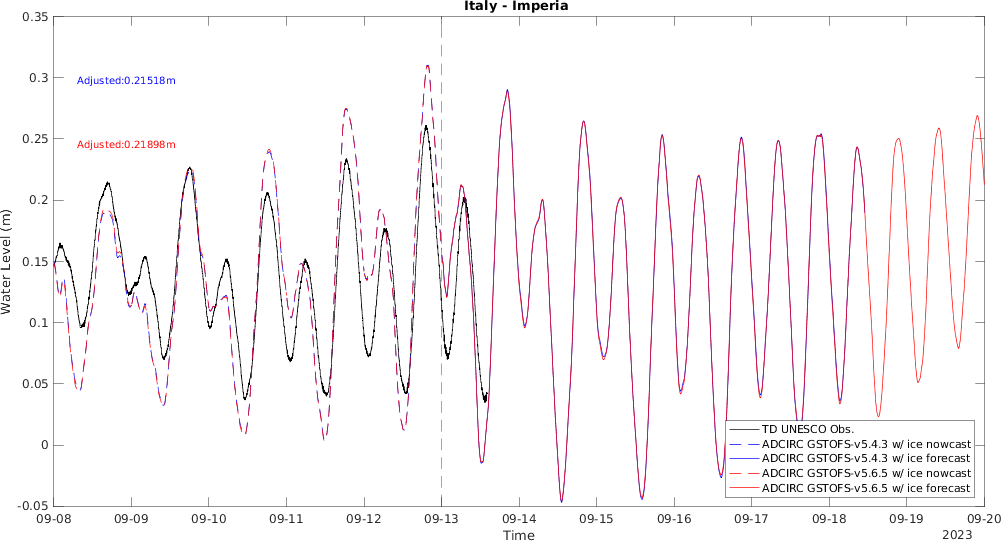 Italy - Imperia
Water Level (m)
0.35
0.3
0.25
0.2
0.15
0.1
0.05
0
-0.05
Adjusted:0.21518m
Adjusted:0.21898m
TD UNESCO Obs.
ADCIRC GSTOFS-v5.4.3 w/ ice nowcast
ADCIRC GSTOFS-v5.4.3 w/ ice forecast
ADCIRC GSTOFS-v5.6.5 w/ ice nowcast
ADCIRC GSTOFS-v5.6.5 w/ ice forecast
09-08 09-09 09-10 09-11 09-12 09-13 09-14 09-15 09-16 09-17 09-18 09-19 09-20
Time
2023